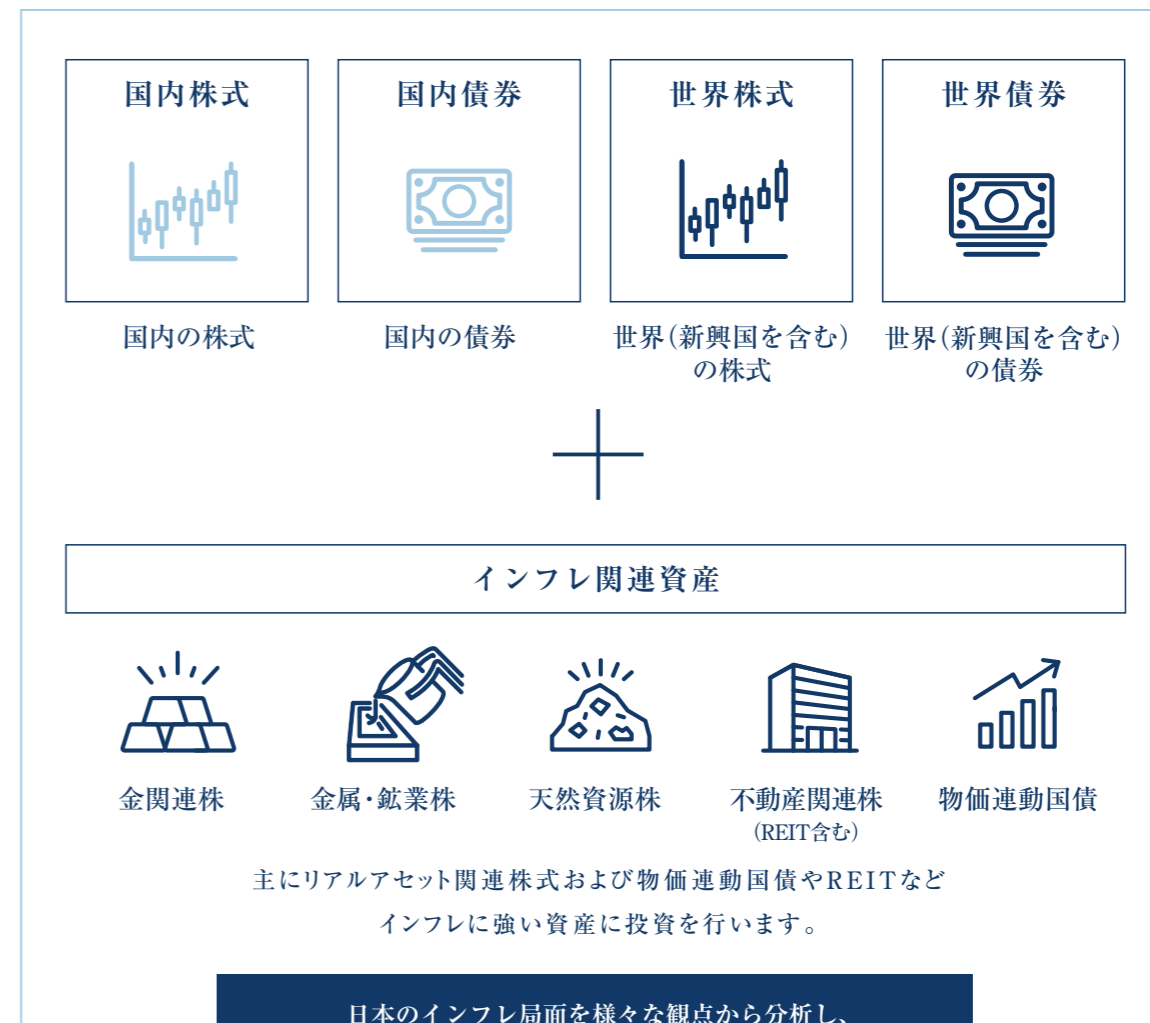 国内株式
国内債券
世界株式
世界債券
国内の株式
国内の債券
世界(新興国を含む)
の株式
世界(新興国を含む)
の債券
インフレ関連資産
金関連株
金属・鉱業株
天然資源株
不動産関連株
(REIT含む)
物価連動国債
主にリアルアセット関連株式および物価連動国債やREITなど
インフレに強い資産に投資を行います。
日本のインフレ局面を様々な観点から分析し、